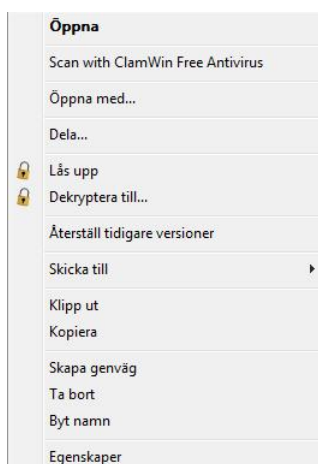 Öppna
Scan with ClamWin Free Antivirus
Öppna med...
Dela...
Lås upp
Dekryptera till...
Återställ tidigare versioner
Skicka till
Klipp ut
Kopiera
Skapa genväg
Ta bort
Byt namn
Egenskaper